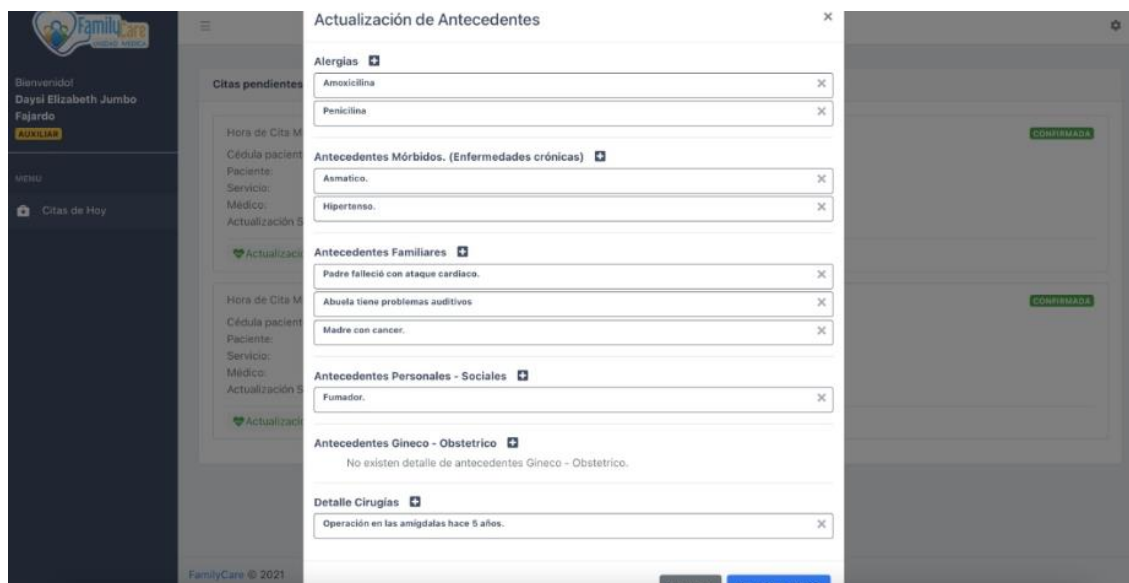 FamilyCare
UNIDAD MEDICA
Bienvenido!
Daysi Elizabeth Jumbo
Fajardo
AUXILIAR
MENU
Citas de Hoy
Citas pendientes
Hora de Cita M
CONFIRMADA
Cédula pacient
Paciente:
Servicio:
Médico:
Actualización S
Actualizació
Hora de Cita M
CONFIRMADA
Cédula pacient
Paciente:
Servicio:
Médico:
Actualización S
Actualizació
FamilyCare © 2021
Actualización de Antecedentes
Alergias
Amoxicilina
Penicilina
Antecedentes Mórbidos. (Enfermedades crónicas)
Asmatico.
Hipertenso.
Antecedentes Familiares
Padre falleció con ataque cardiaco.
Abuela tiene problemas auditivos
Madre con cancer.
Antecedentes Personales - Sociales
Fumador.
Antecedentes Gineco - Obstetrico
No existen detalle de antecedentes Gineco - Obstetrico.
Detalle Cirugías
Operación en las amígdalas hace 5 años.